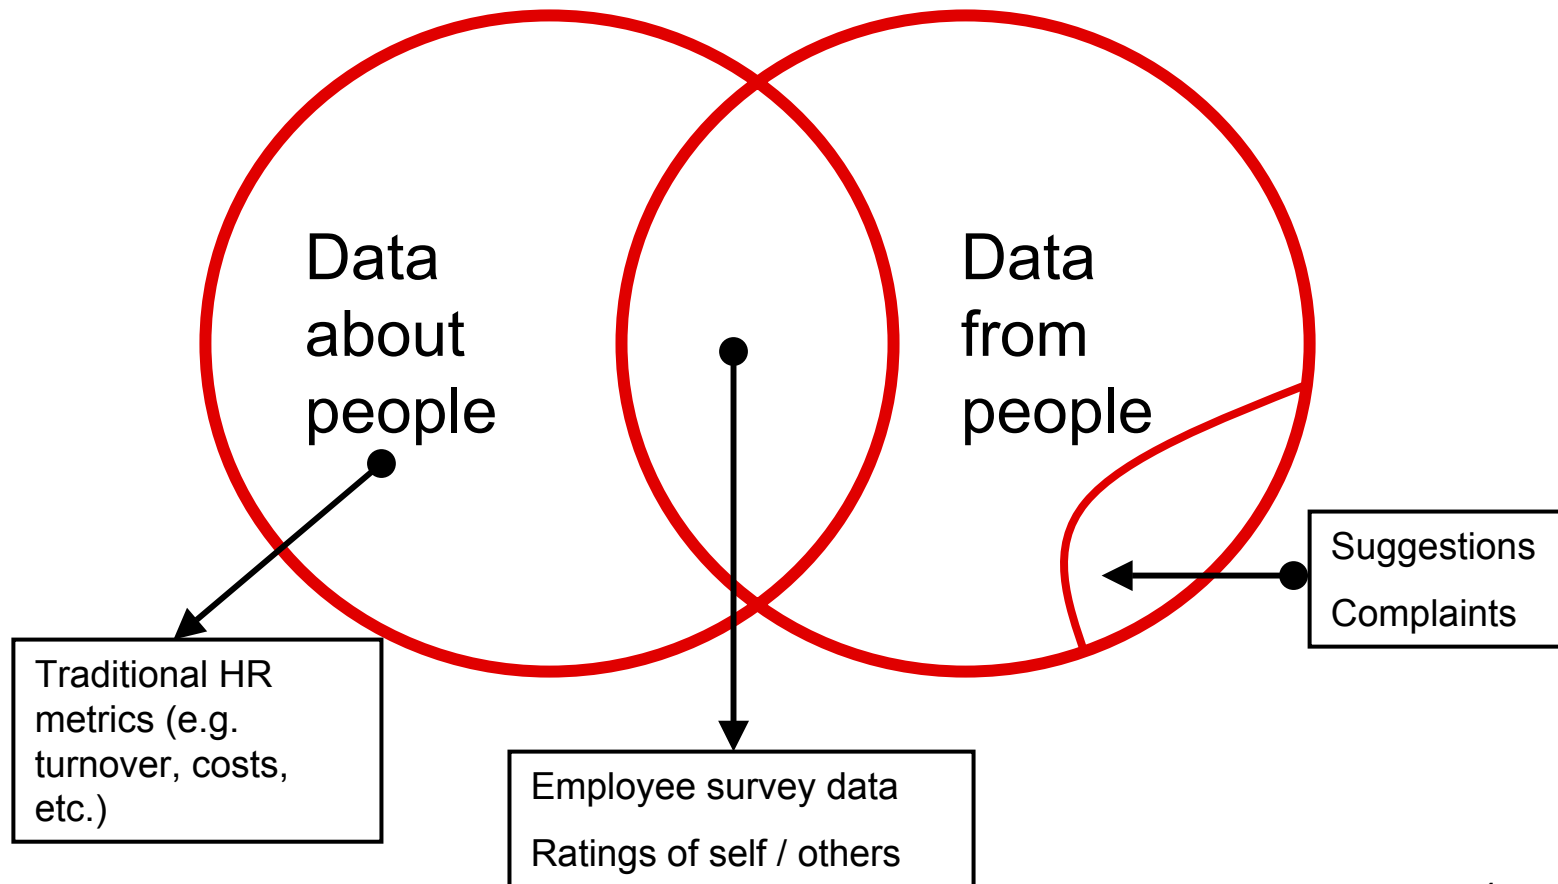 Data
about
people
Data
from
people
Suggestions
Complaints
Traditional HR
metrics (e.g.
turnover, costs,
etc.)
Employee survey data
Ratings of self / others